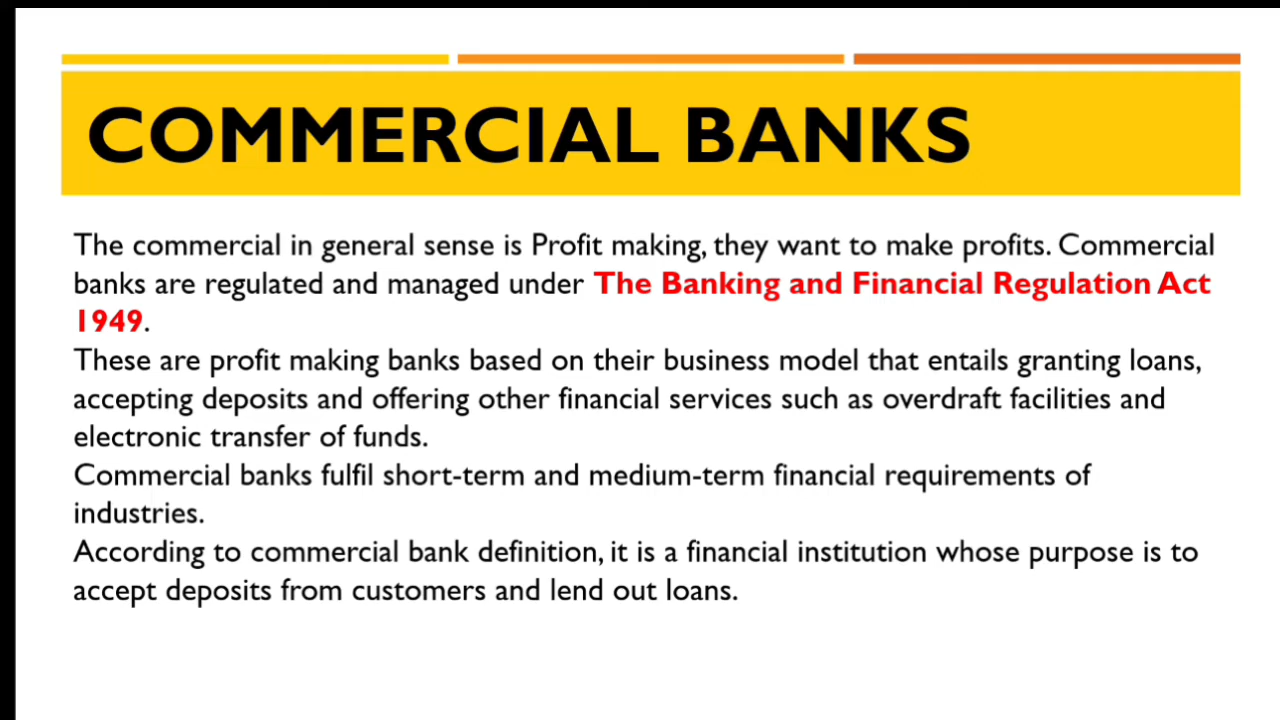 COMMERCIAL BANKS
The commercial in general sense is Profit making, they want to make profits. Commercial
banks are regulated and managed under The Banking and Financial Regulation Act
1949.
These are profit making banks based on their business model that entails granting loans,
accepting deposits and offering other financial services such as overdraft facilities and
electronic transfer of funds.
Commercial banks fulfil short-term and medium-term financial requirements of
industries.
According to commercial bank definition, it is a financial institution whose purpose is to
accept deposits from customers and lend out loans.